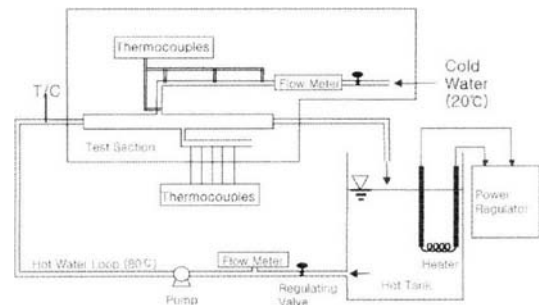 Thermocouples
Flow Meter
Cold
Water
(20℃)
T/C
Test Section
Thermocouples
Power
Regulator
Heater
Hot Water Loop (80℃)
Flow Meter
Hot Tank
Pump
Regulating
Valve